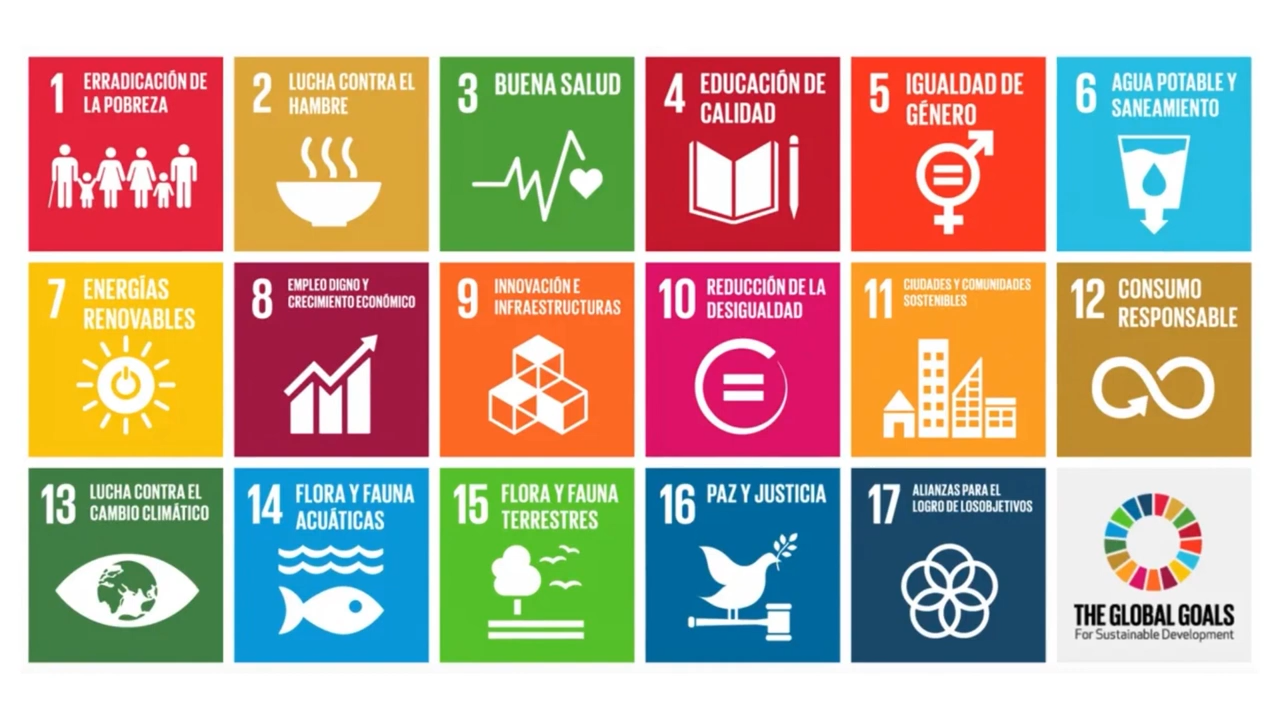 1 ERRADICACIÓN DE
LA POBREZA
2 LUCHA CONTRA EL
HAMBRE
3 BUENA SALUD
4 EDUCACIÓN DE
CALIDAD
5 IGUALDAD DE
GÉNERO
6 AGUA POTABLE Y
SANEAMIENTO
7 ENERGÍAS
RENOVABLES
8 EMPLEO DIGNO Y
CRECIMIENTO ECONÓMICO
9 INNOVACIÓN E
INFRAESTRUCTURAS
10 REDUCCIÓN DE LA
DESIGUALDAD
11 CIUDADES Y COMUNIDADES
SOSTENIBLES
12 CONSUMO
RESPONSABLE
13 LUCHA CONTRA EL
CAMBIO CLIMÁTICO
14 FLORA Y FAUNA
ACUÁTICAS
15 FLORA Y FAUNA
TERRESTRES
16 PAZ Y JUSTICIA
17 ALIANZAS PARA EL
LOGRO DE LOSOBJETIVOS
THE GLOBAL GOALS
For Sustainable Development